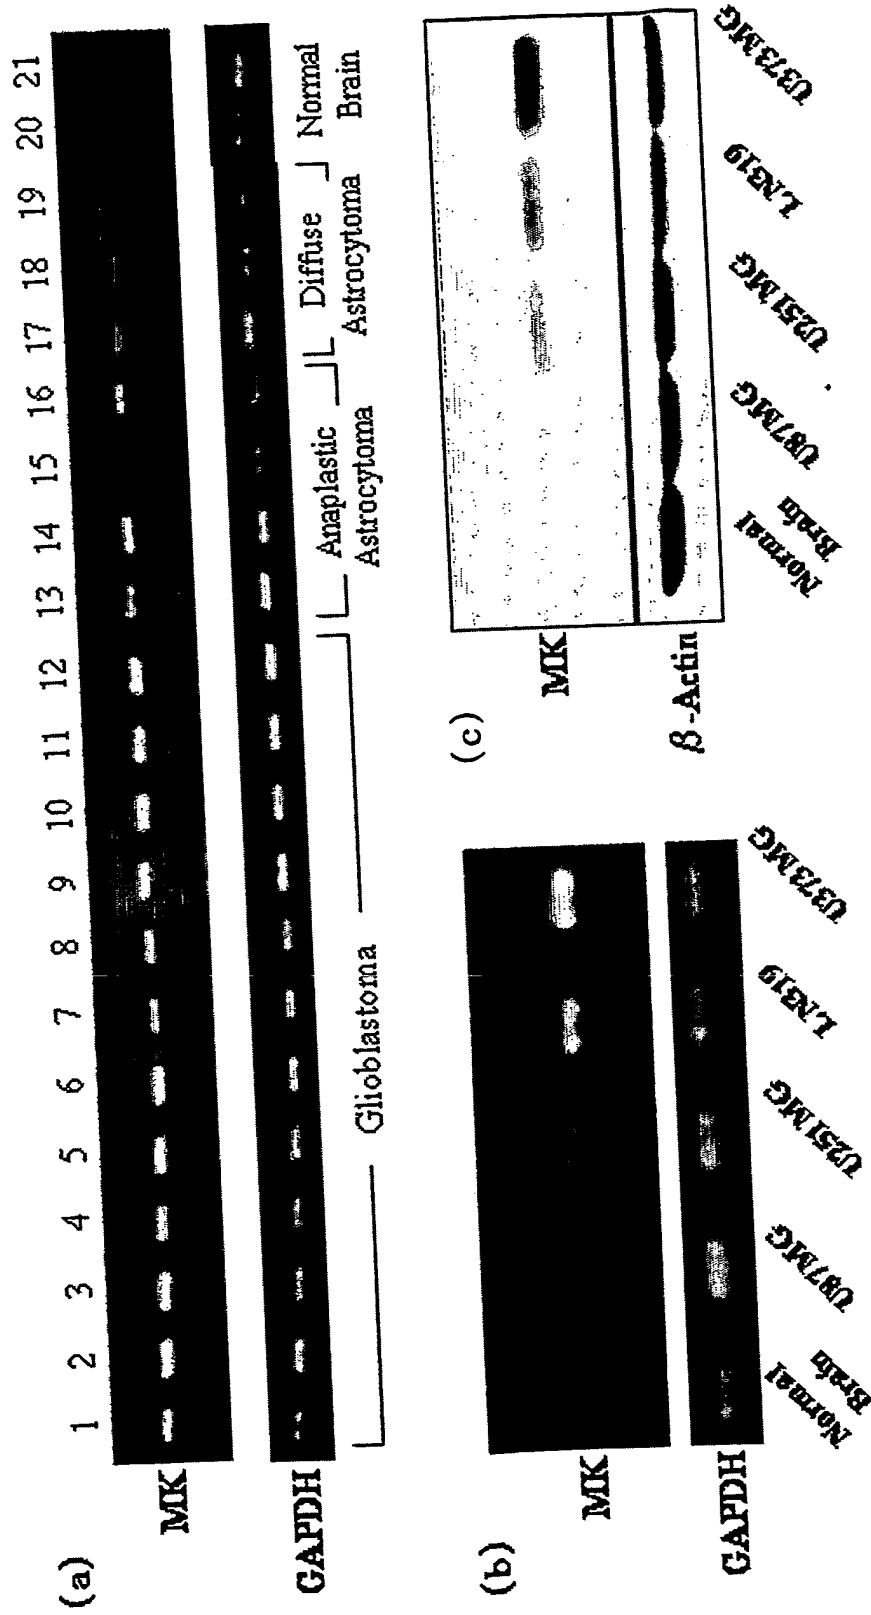 (a)
1 2 3 4 5 6 7 8 9 10 11 12 13 14 15 16 17 18 19 20 21
MK
GAPDH
Glioblastoma
Anaplastic
Astrocytoma
Diffuse
Astrocytoma
Normal
Brain
(b)
MK
GAPDH
Normal
Brain
U87MG
U251MG
LN319
U373MG
(c)
MK
β-Actin
Normal
Brain
U87MG
U251MG
LN319
U373MG